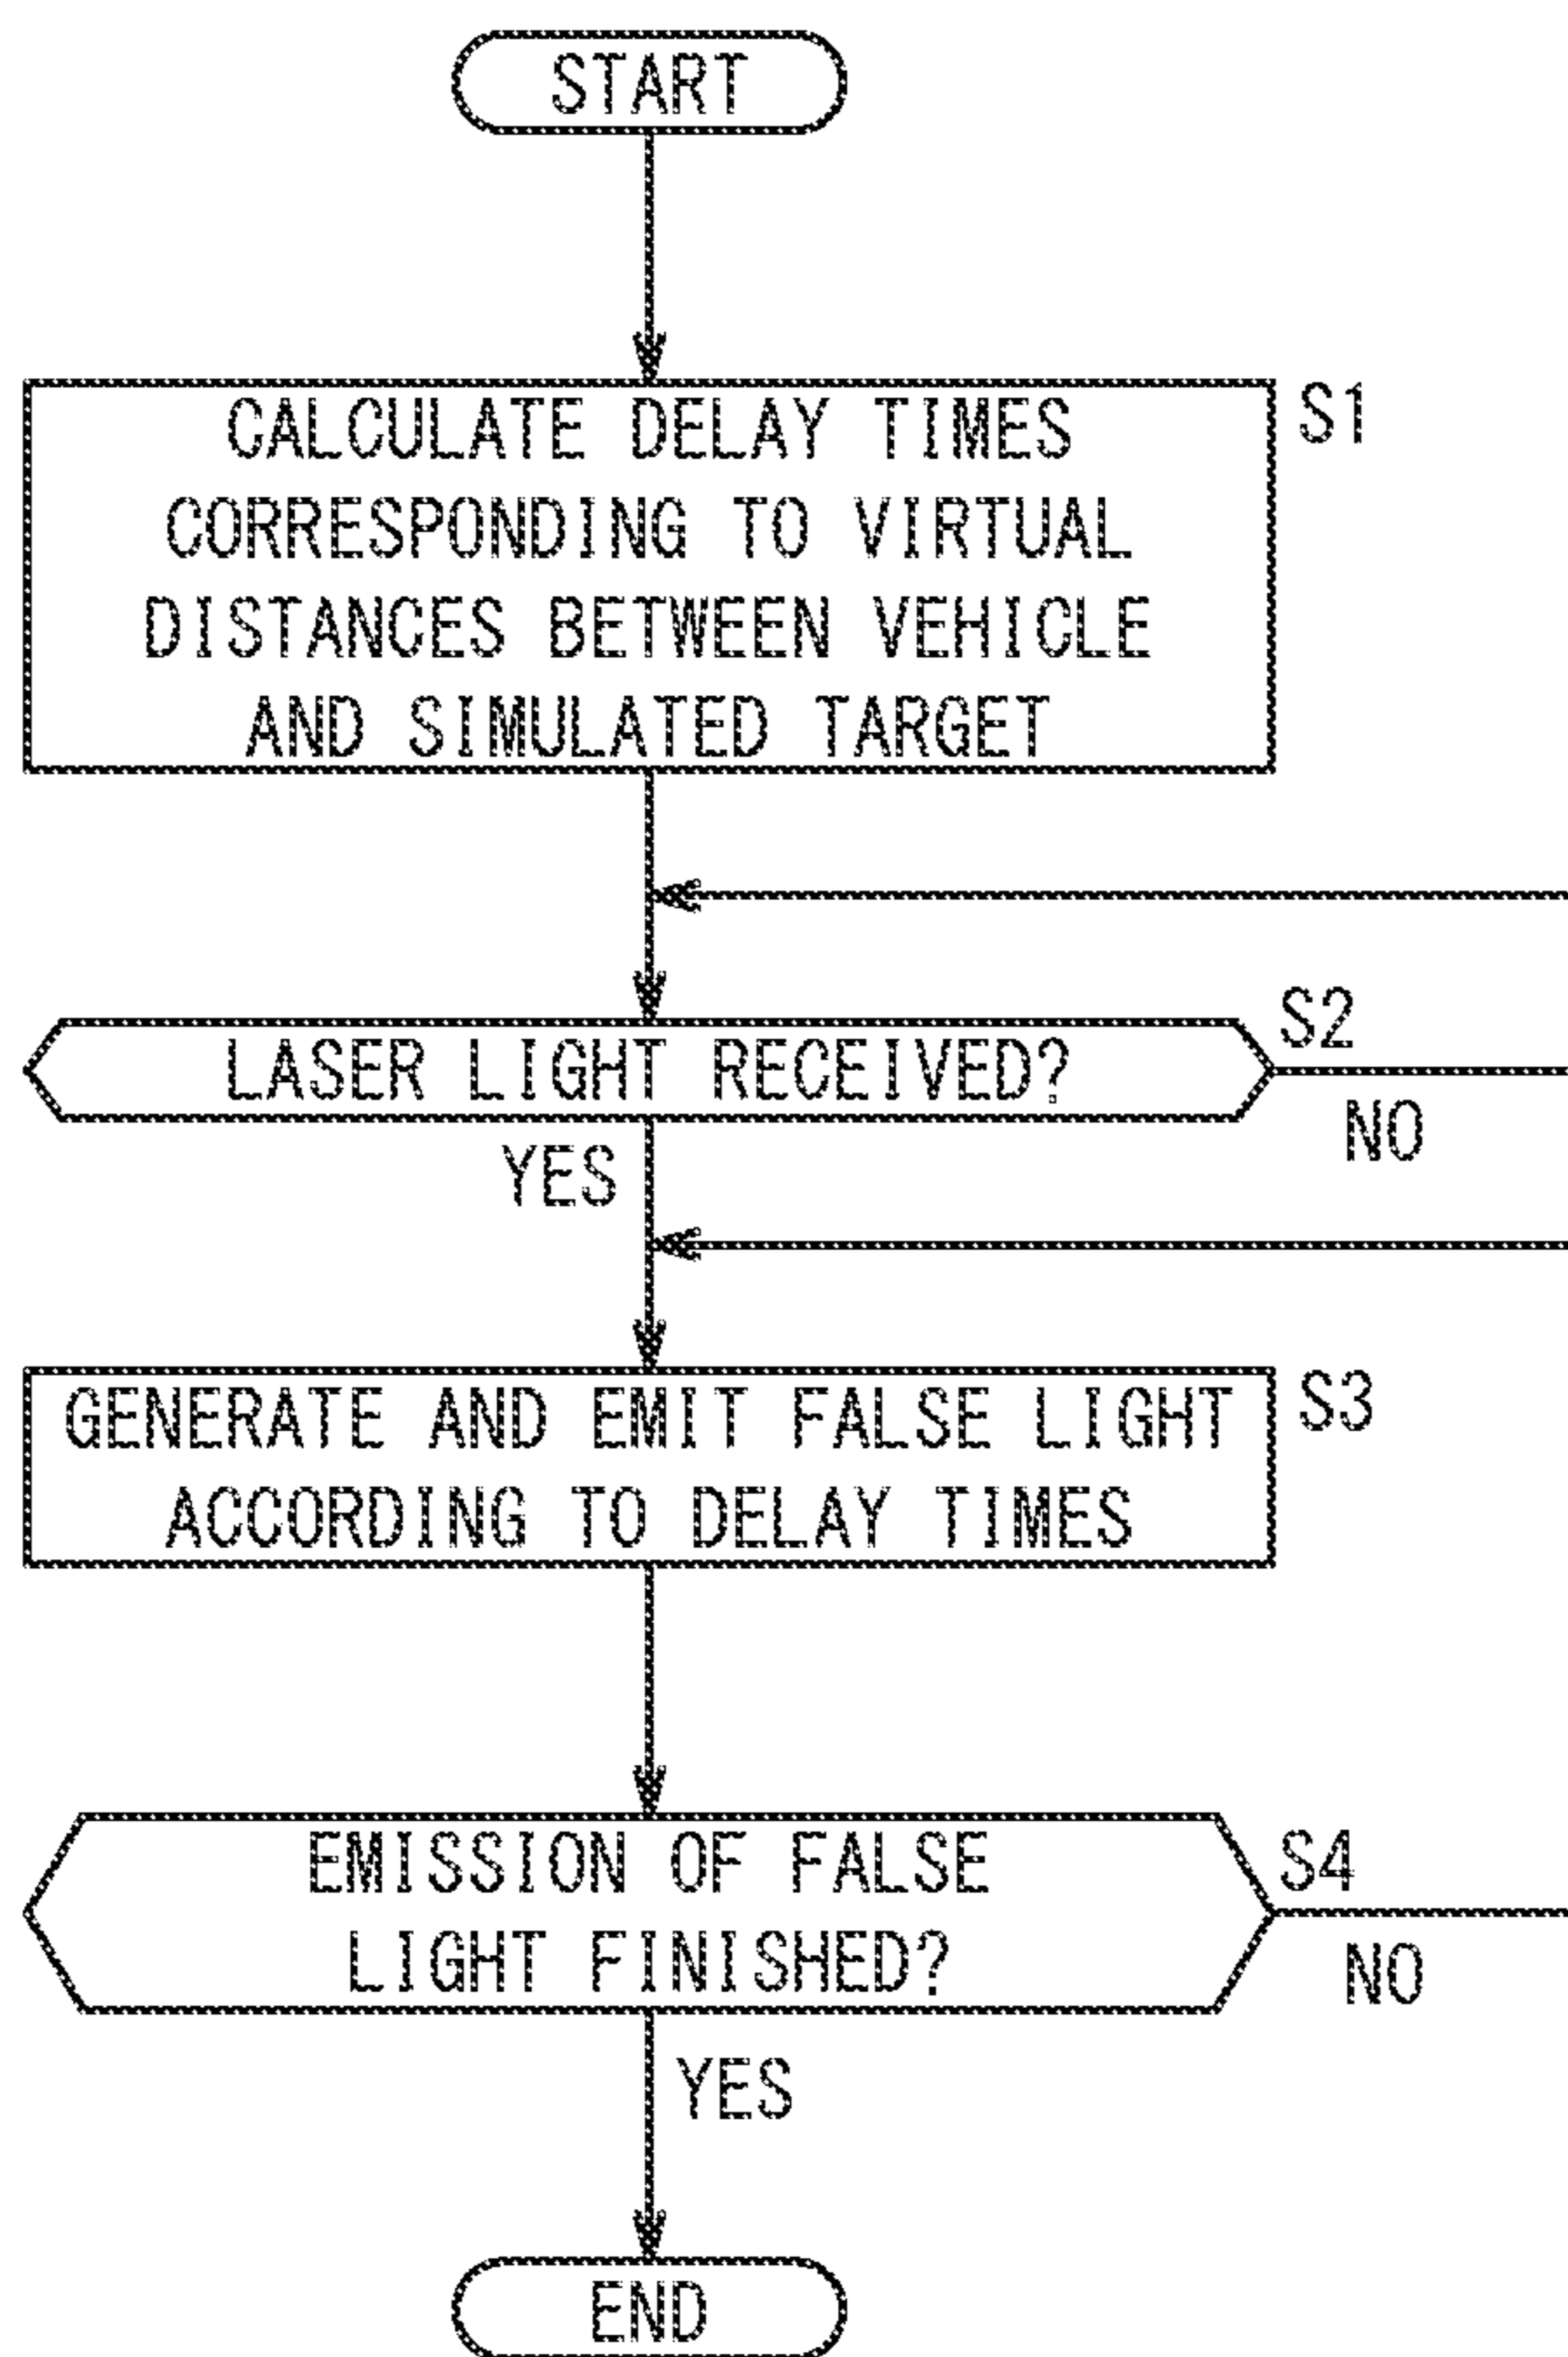 START
CALCULATE DELAY TIMES
CORRESPONDING TO VIRTUAL
DISTANCES BETWEEN VEHICLE
AND SIMULATED TARGET
S1
LASER LIGHT RECEIVED?
S2
NO
YES
GENERATE AND EMIT FALSE LIGHT
ACCORDING TO DELAY TIMES
S3
EMISSION OF FALSE
LIGHT FINISHED?
S4
NO
YES
END